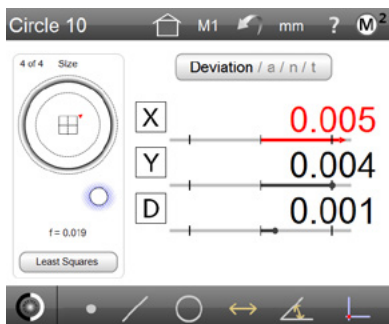 Circle 10 M1 mm ? M2
4 of 4 Size
Deviation / a / n / t
X 0.005
Y 0.004
D 0.001
f = 0.019
Least Squares